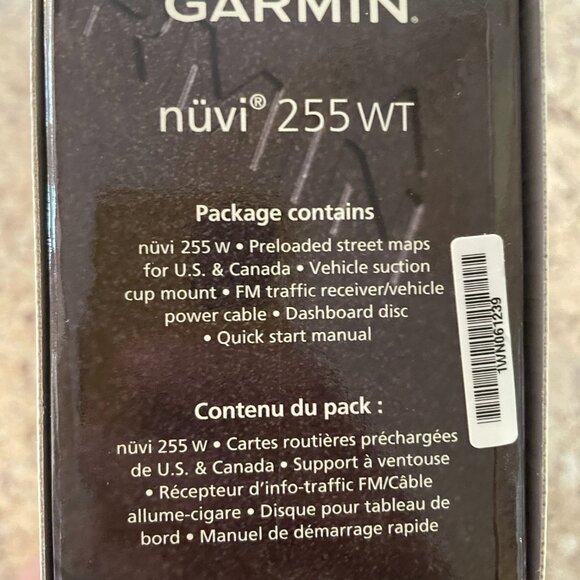 GARMIN®
nüvi® 255 WT
Package contains
nüvi 255 W • Preloaded street maps
for U.S. & Canada • Vehicle suction
cup mount • FM traffic receiver/vehicle
power cable • Dashboard disc
• Quick start manual
1WN061239
Contenu du pack :
nüvi 255 W • Cartes routières préchargées
de U.S. & Canada • Support à ventouse
• Récepteur d’info-traffic FM/Câble
allume-cigare • Disque pour tableau de
bord • Manuel de démarrage rapide